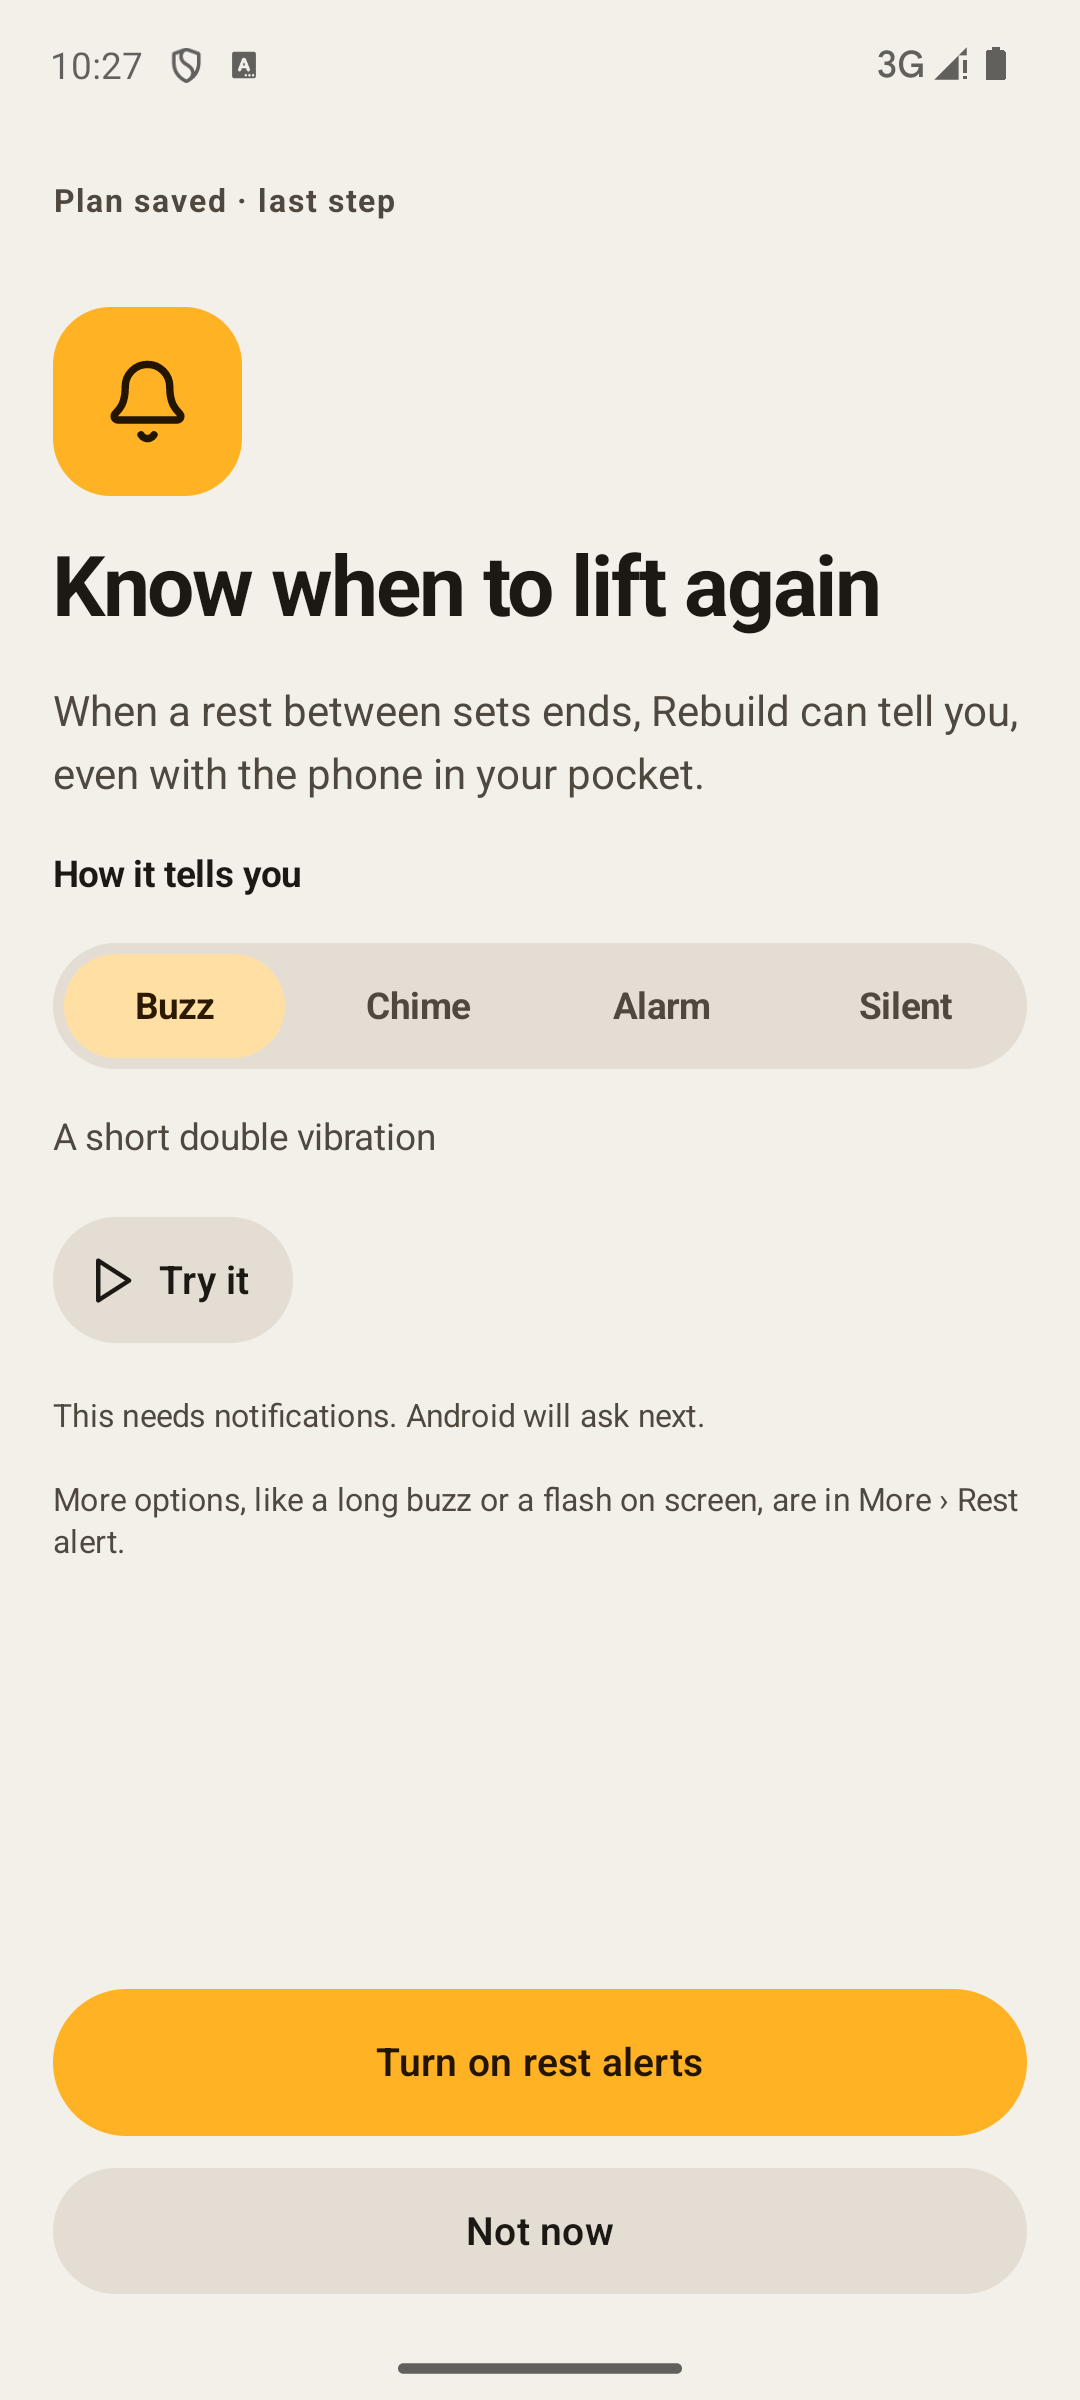 10:27
3G
Plan saved · last step
Know when to lift again
When a rest between sets ends, Rebuild can tell you,
even with the phone in your pocket.
How it tells you
Buzz Chime Alarm Silent
A short double vibration
Try it
This needs notifications. Android will ask next.
More options, like a long buzz or a flash on screen, are in More › Rest
alert.
Turn on rest alerts
Not now